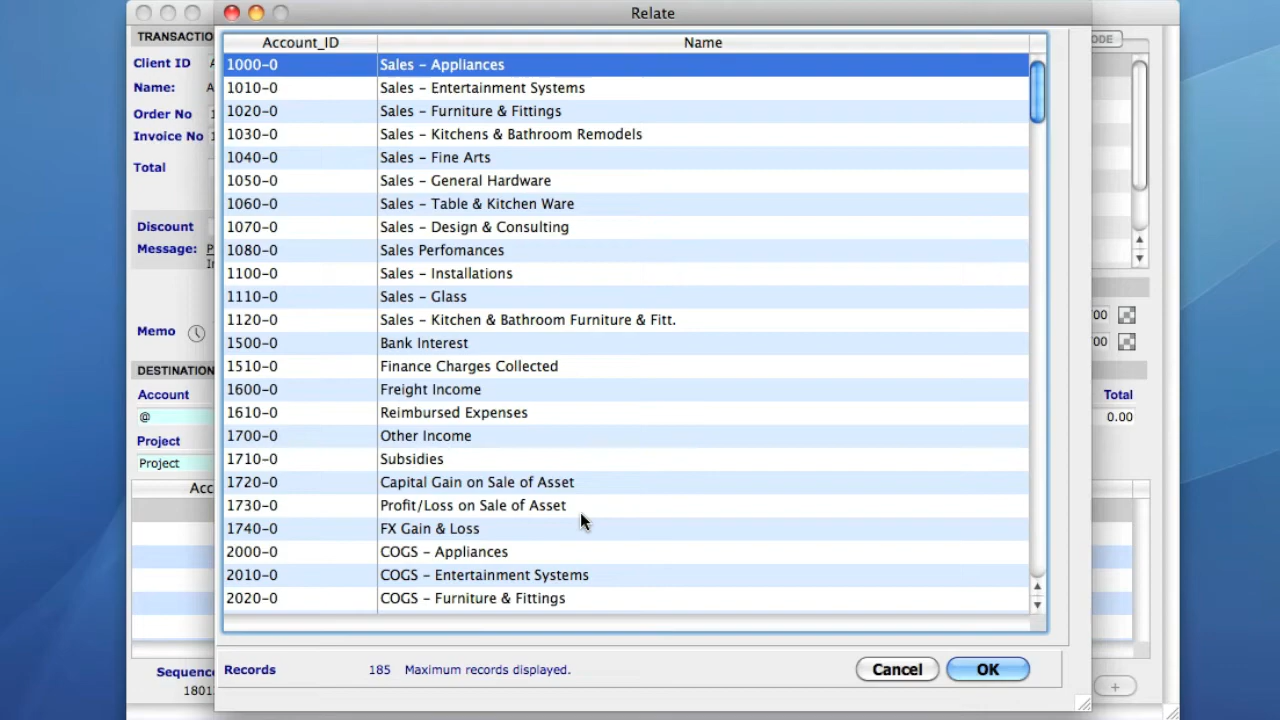 Relate
TRANSACTIO
Client ID A
Name: A
Order No 1
Invoice No 1
Total
Discount
Message: P
Memo
DESTINATION
Account
@
Project
Project
Acc
Sequenc
1801
Account_ID Name
1000-0 Sales - Appliances
1010-0 Sales - Entertainment Systems
1020-0 Sales - Furniture & Fittings
1030-0 Sales - Kitchens & Bathroom Remodels
1040-0 Sales - Fine Arts
1050-0 Sales - General Hardware
1060-0 Sales - Table & Kitchen Ware
1070-0 Sales - Design & Consulting
1080-0 Sales Perfomances
1100-0 Sales - Installations
1110-0 Sales - Glass
1120-0 Sales - Kitchen & Bathroom Furniture & Fitt.
1500-0 Bank Interest
1510-0 Finance Charges Collected
1600-0 Freight Income
1610-0 Reimbursed Expenses
1700-0 Other Income
1710-0 Subsidies
1720-0 Capital Gain on Sale of Asset
1730-0 Profit/Loss on Sale of Asset
1740-0 FX Gain & Loss
2000-0 COGS - Appliances
2010-0 COGS - Entertainment Systems
2020-0 COGS - Furniture & Fittings
Records 185 Maximum records displayed.
Cancel OK
ODE
00
00
Total
0.00
+